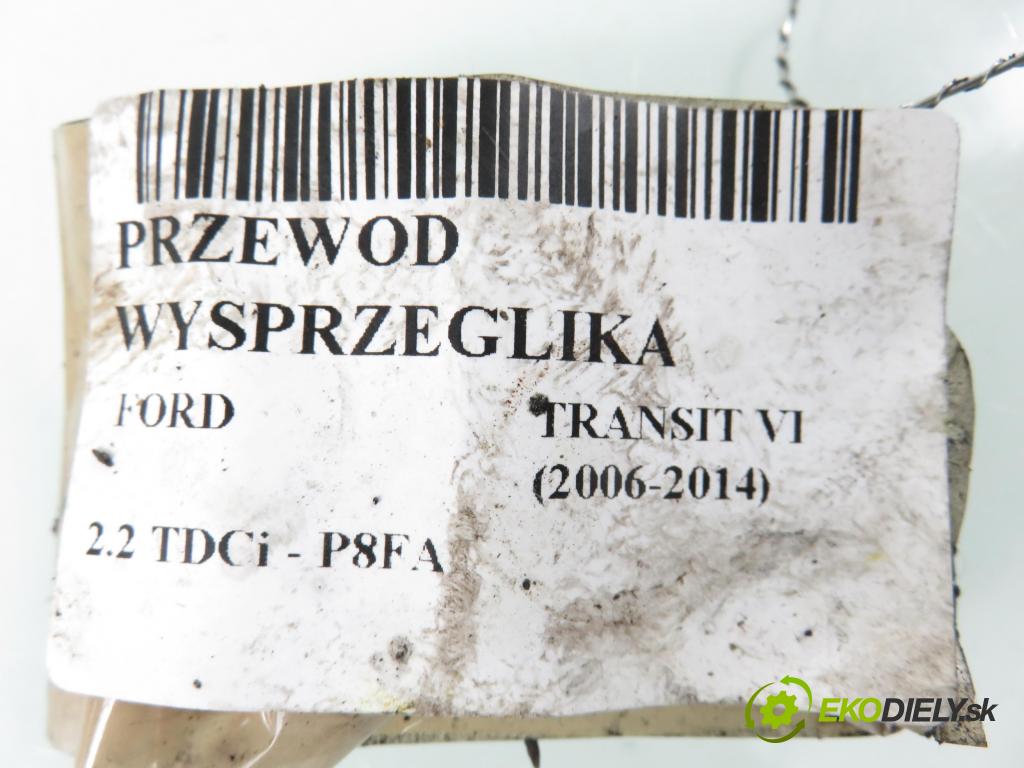 PRZEWOD
WYSPRZEGLIKA
FORD TRANSIT VI
(2006-2014)
2.2 TDCi - P8FA
EKODIELY.sk